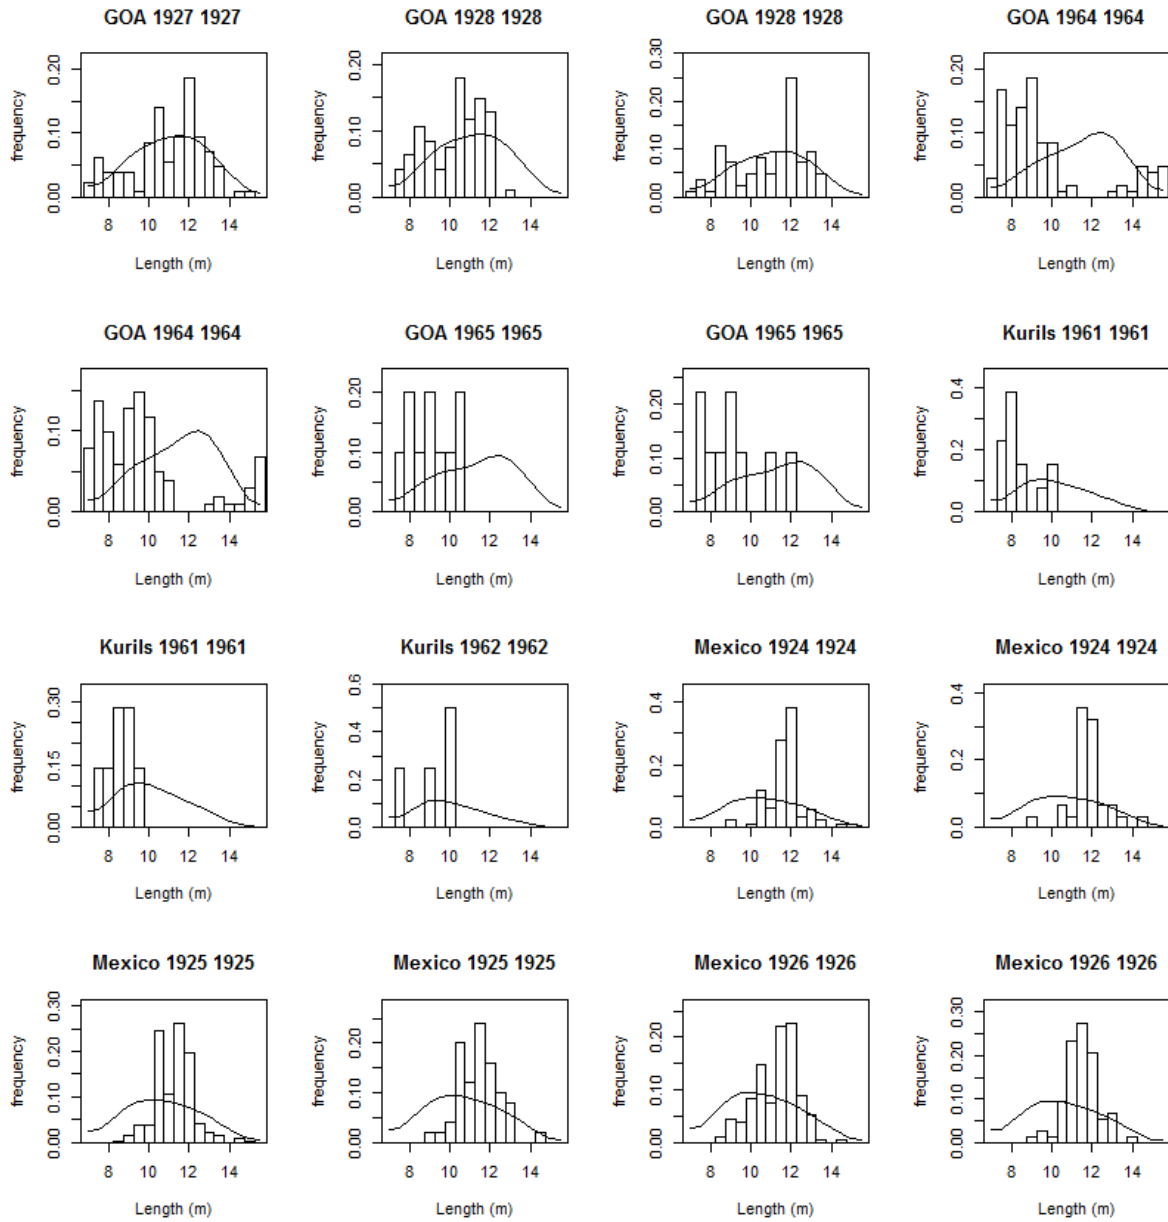 GOA 1927 1927
frequency
0.00 0.10 0.20
8 10 12 14
Length (m)
GOA 1928 1928
frequency
0.00 0.10 0.20
8 10 12 14
Length (m)
GOA 1928 1928
frequency
0.00 0.10 0.20 0.30
8 10 12 14
Length (m)
GOA 1964 1964
frequency
0.00 0.10 0.20
8 10 12 14
Length (m)
GOA 1964 1964
frequency
0.00 0.10
8 10 12 14
Length (m)
GOA 1965 1965
frequency
0.00 0.10 0.20
8 10 12 14
Length (m)
GOA 1965 1965
frequency
0.00 0.10 0.20
8 10 12 14
Length (m)
Kurils 1961 1961
frequency
0.0 0.2 0.4
8 10 12 14
Length (m)
Kurils 1961 1961
frequency
0.00 0.15 0.30
8 10 12 14
Length (m)
Kurils 1962 1962
frequency
0.0 0.2 0.4 0.6
8 10 12 14
Length (m)
Mexico 1924 1924
frequency
0.0 0.2 0.4
8 10 12 14
Length (m)
Mexico 1924 1924
frequency
0.0 0.2 0.4
8 10 12 14
Length (m)
Mexico 1925 1925
frequency
0.00 0.10 0.20 0.30
8 10 12 14
Length (m)
Mexico 1925 1925
frequency
0.00 0.10 0.20
8 10 12 14
Length (m)
Mexico 1926 1926
frequency
0.00 0.10 0.20
8 10 12 14
Length (m)
Mexico 1926 1926
frequency
0.00 0.10 0.20 0.30
8 10 12 14
Length (m)